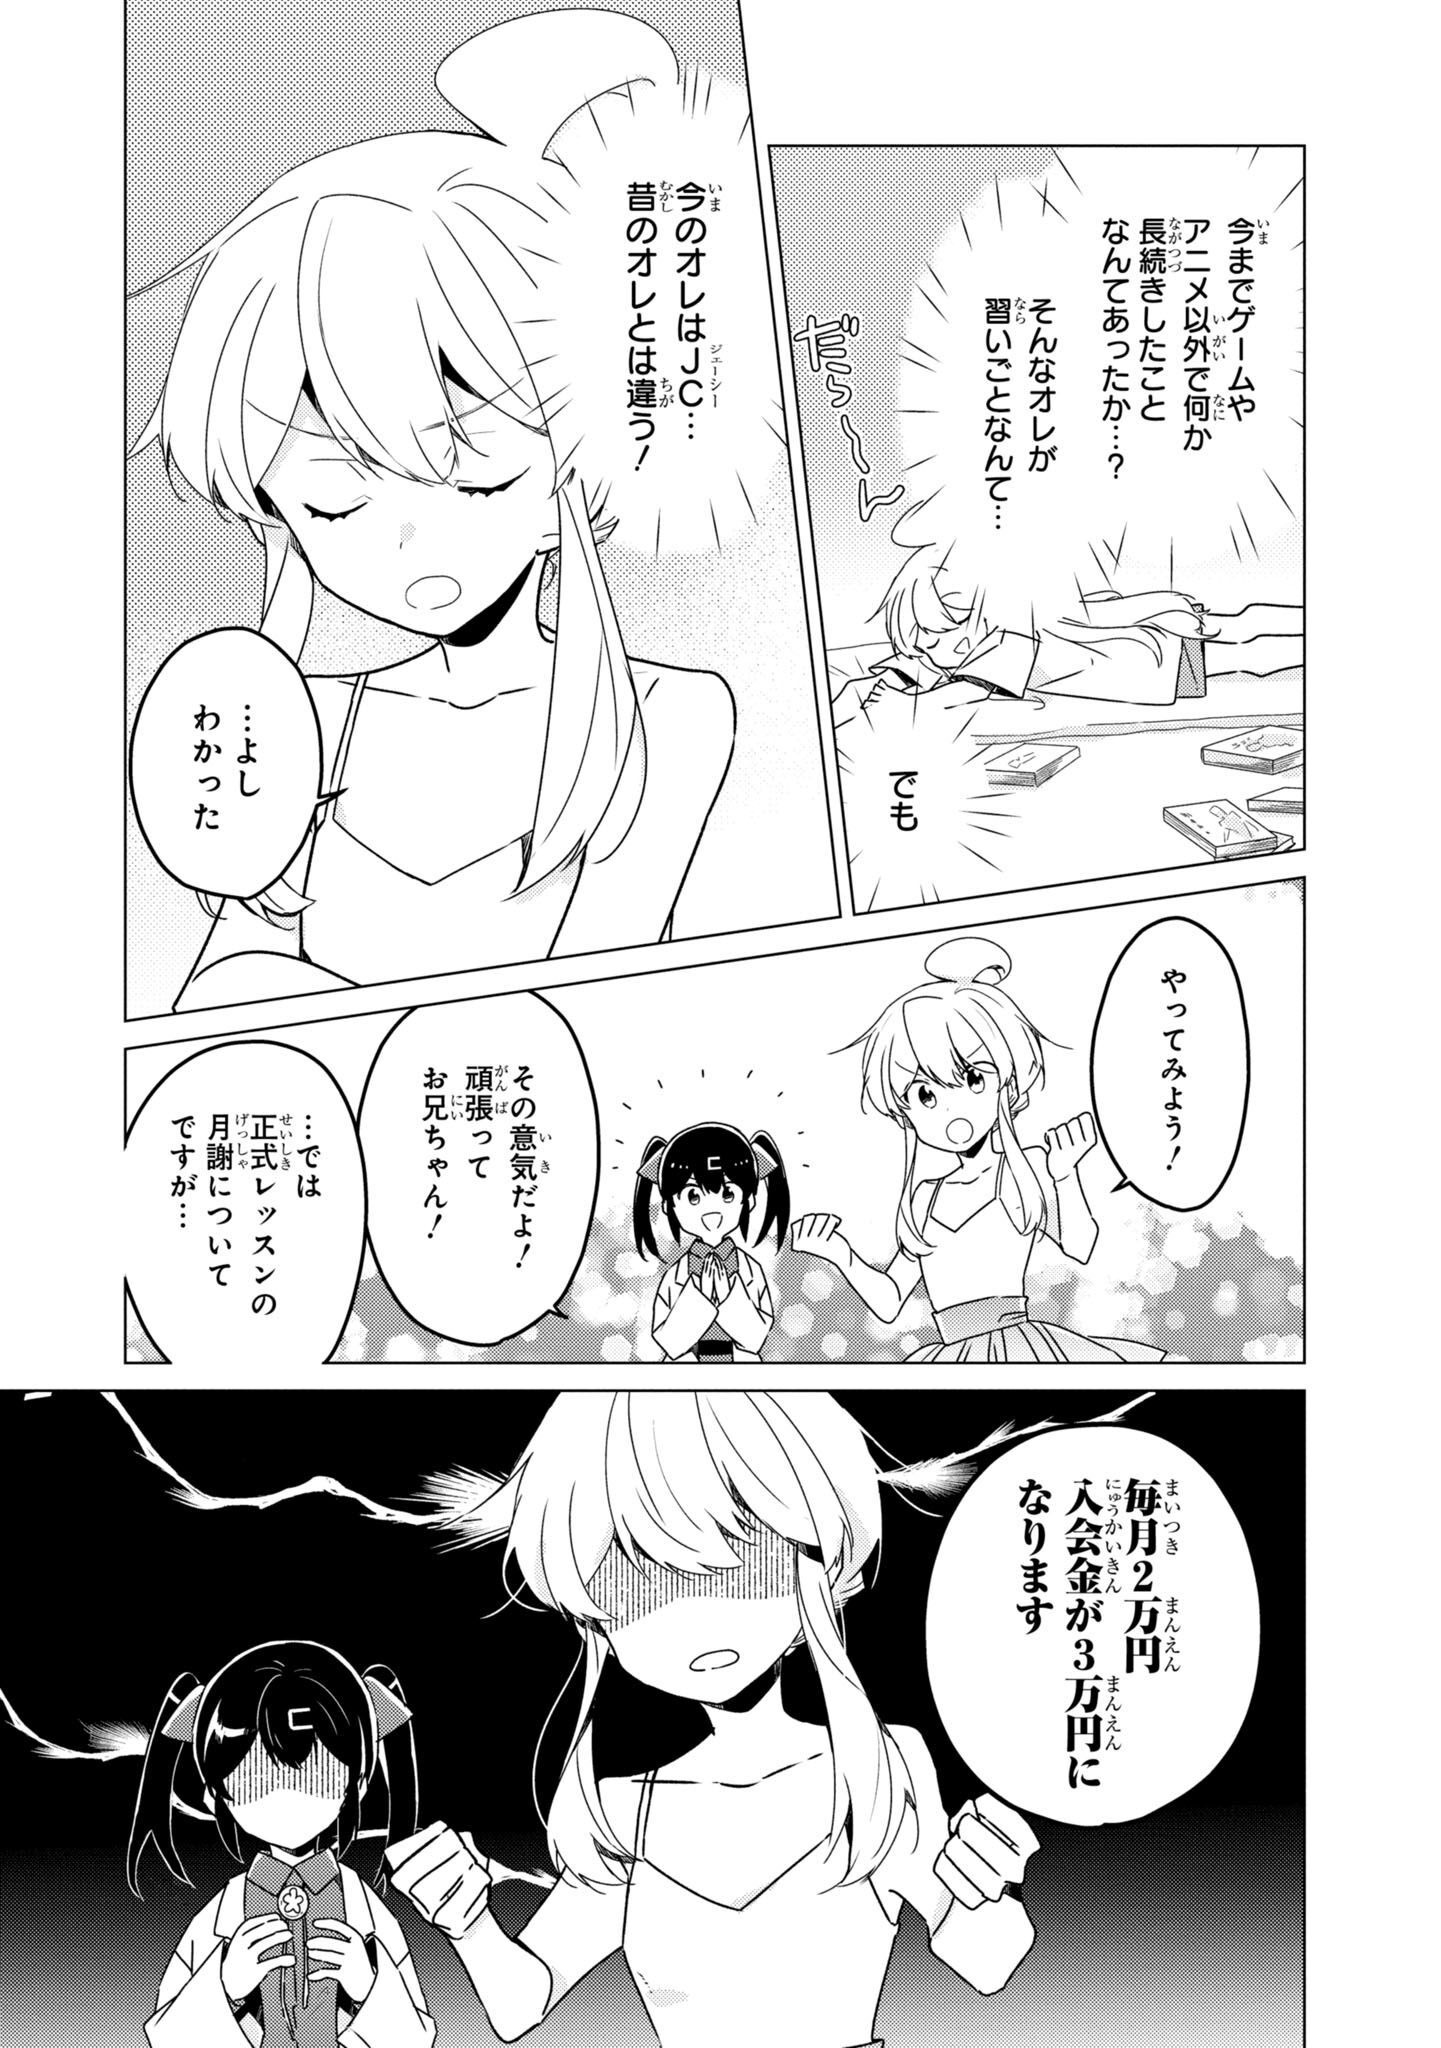 今までゲームや
アニメ以外で何か
長続きしたこと
なんてあったか…？
そんなオレが
習いごとなんて…
だら～～ん
でも
今のオレはＪＣ…
昔のオレとは違う！
…よし
わかった
やってみよう！
その意気だよ！
頑張って
お兄ちゃん！
…では
正式レッスンの
月謝について
ですが…
毎月２万円
入会金が３万円に
なります